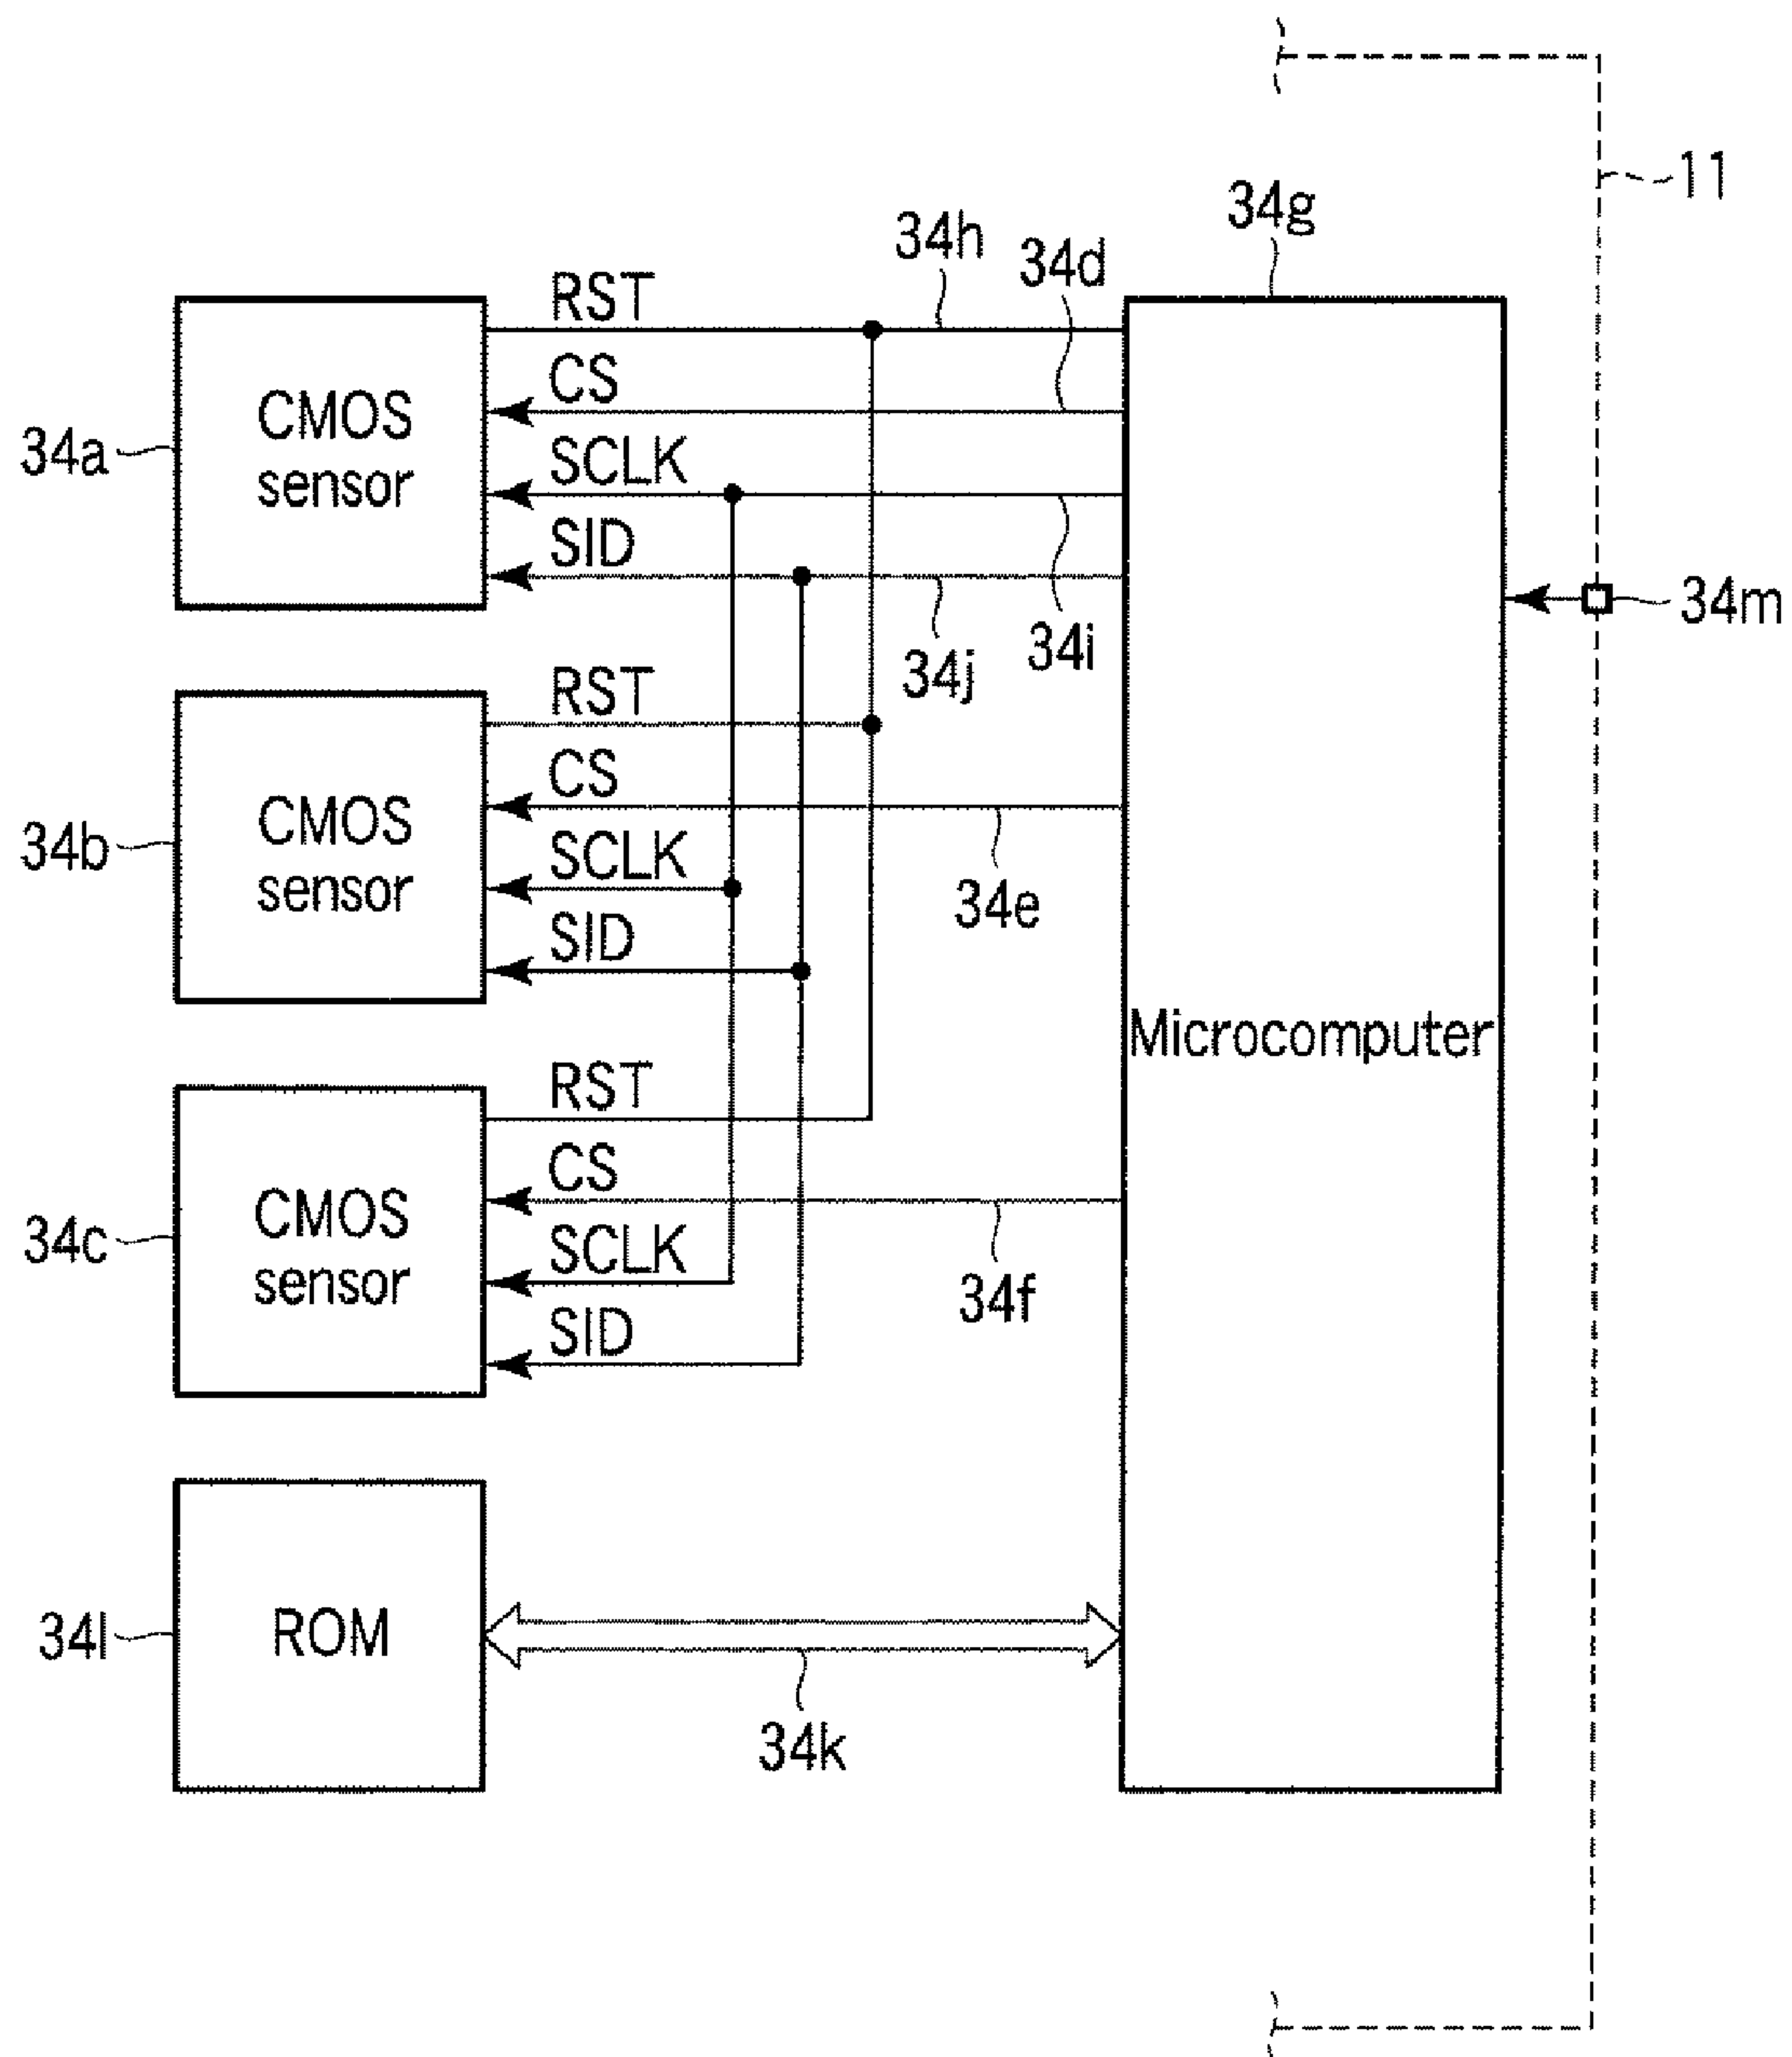 11
34g
34h
34d
RST
CS
SCLK
SID
CMOS
sensor
34a
34m
34i
34j
RST
CS
SCLK
SID
CMOS
sensor
34b
34e
Microcomputer
RST
CS
SCLK
SID
CMOS
sensor
34c
34f
ROM
34l
34k